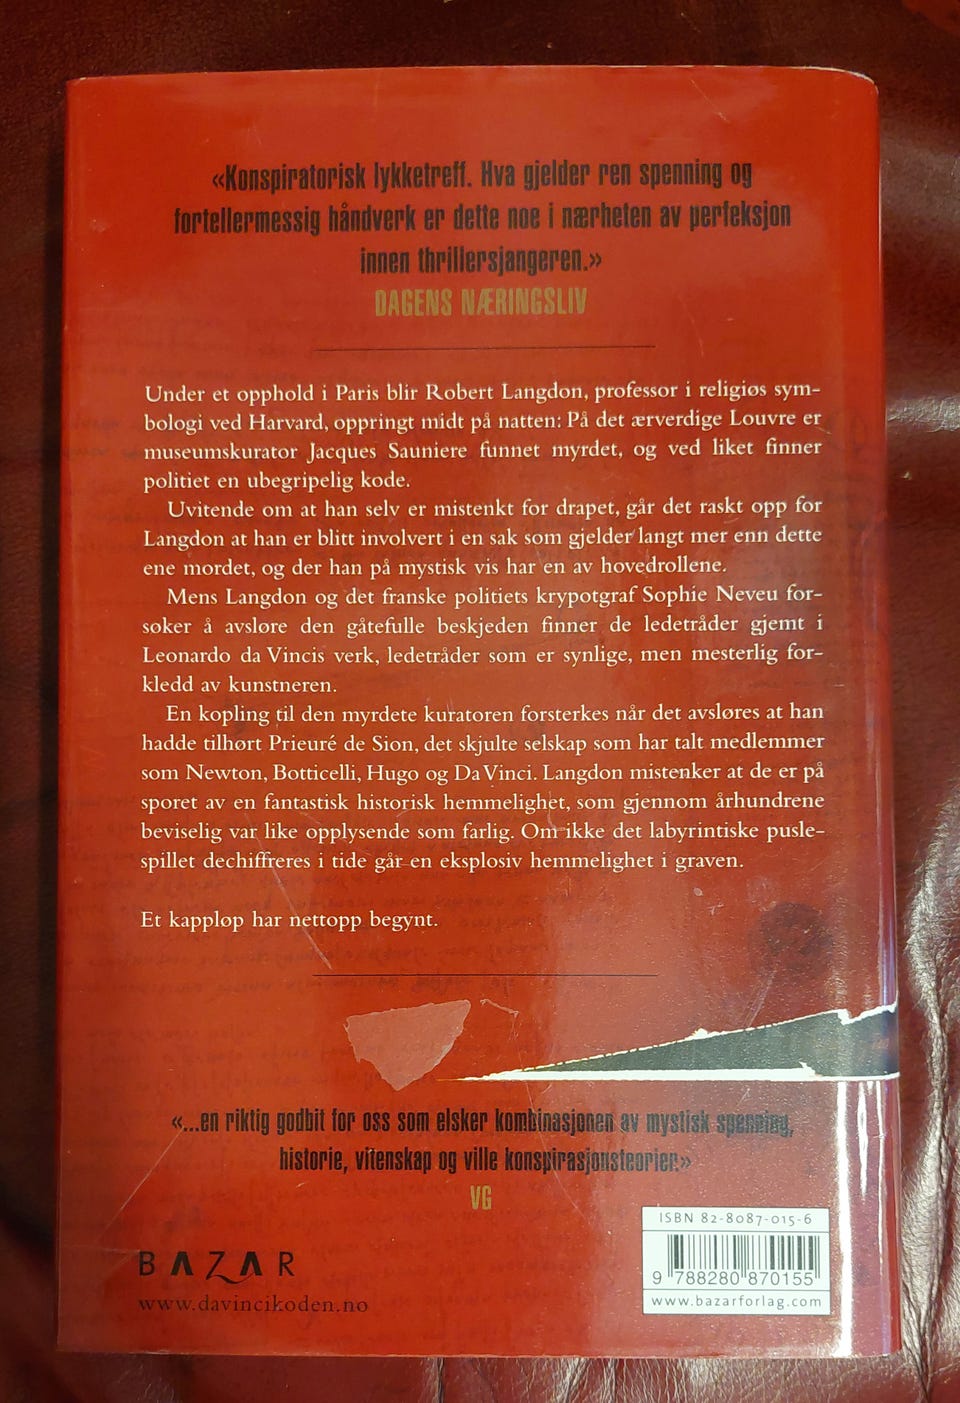 «Konspiratorisk lykketreff. Hva gjelder ren spenning og
fortellermessig håndverk er dette noe i nærheten av perfeksjon
innen thrillersjangeren.»
DAGENS NÆRINGSLIV
Under et opphold i Paris blir Robert Langdon, professor i religiøs sym-
bologi ved Harvard, oppringt midt på natten: På det ærverdige Louvre er
museumskurator Jacques Sauniere funnet myrdet, og ved liket finner
politiet en ubegripelig kode.
Uvitende om at han selv er mistenkt for drapet, går det raskt opp for
Langdon at han er blitt involvert i en sak som gjelder langt mer enn dette
ene mordet, og der han på mystisk vis har en av hovedrollene.
Mens Langdon og det franske politiets krypotgraf Sophie Neveu for-
søker å avsløre den gåtefulle beskjeden finner de ledetråder gjemt i
Leonardo da Vincis verk, ledetråder som er synlige, men mesterlig for-
kledd av kunstneren.
En kopling til den myrdete kuratoren forsterkes når det avsløres at han
hadde tilhørt Prieuré de Sion, det skjulte selskap som har talt medlemmer
som Newton, Botticelli, Hugo og Da Vinci. Langdon mistenker at de er på
sporet av en fantastisk historisk hemmelighet, som gjennom århundrene
beviselig var like opplysende som farlig. Om ikke det labyrintiske pusle-
spillet dechiffreres i tide går en eksplosiv hemmelighet i graven.
Et kappløp har nettopp begynt.
«...en riktig godbit for oss som elsker kombinasjonen av mystisk spenning,
historie, vitenskap og ville konspirasjonsteorier.»
VG
BAZAR
www.davincikoden.no
ISBN 82-8087-015-6
9 788280 870155
www.bazarforlag.com